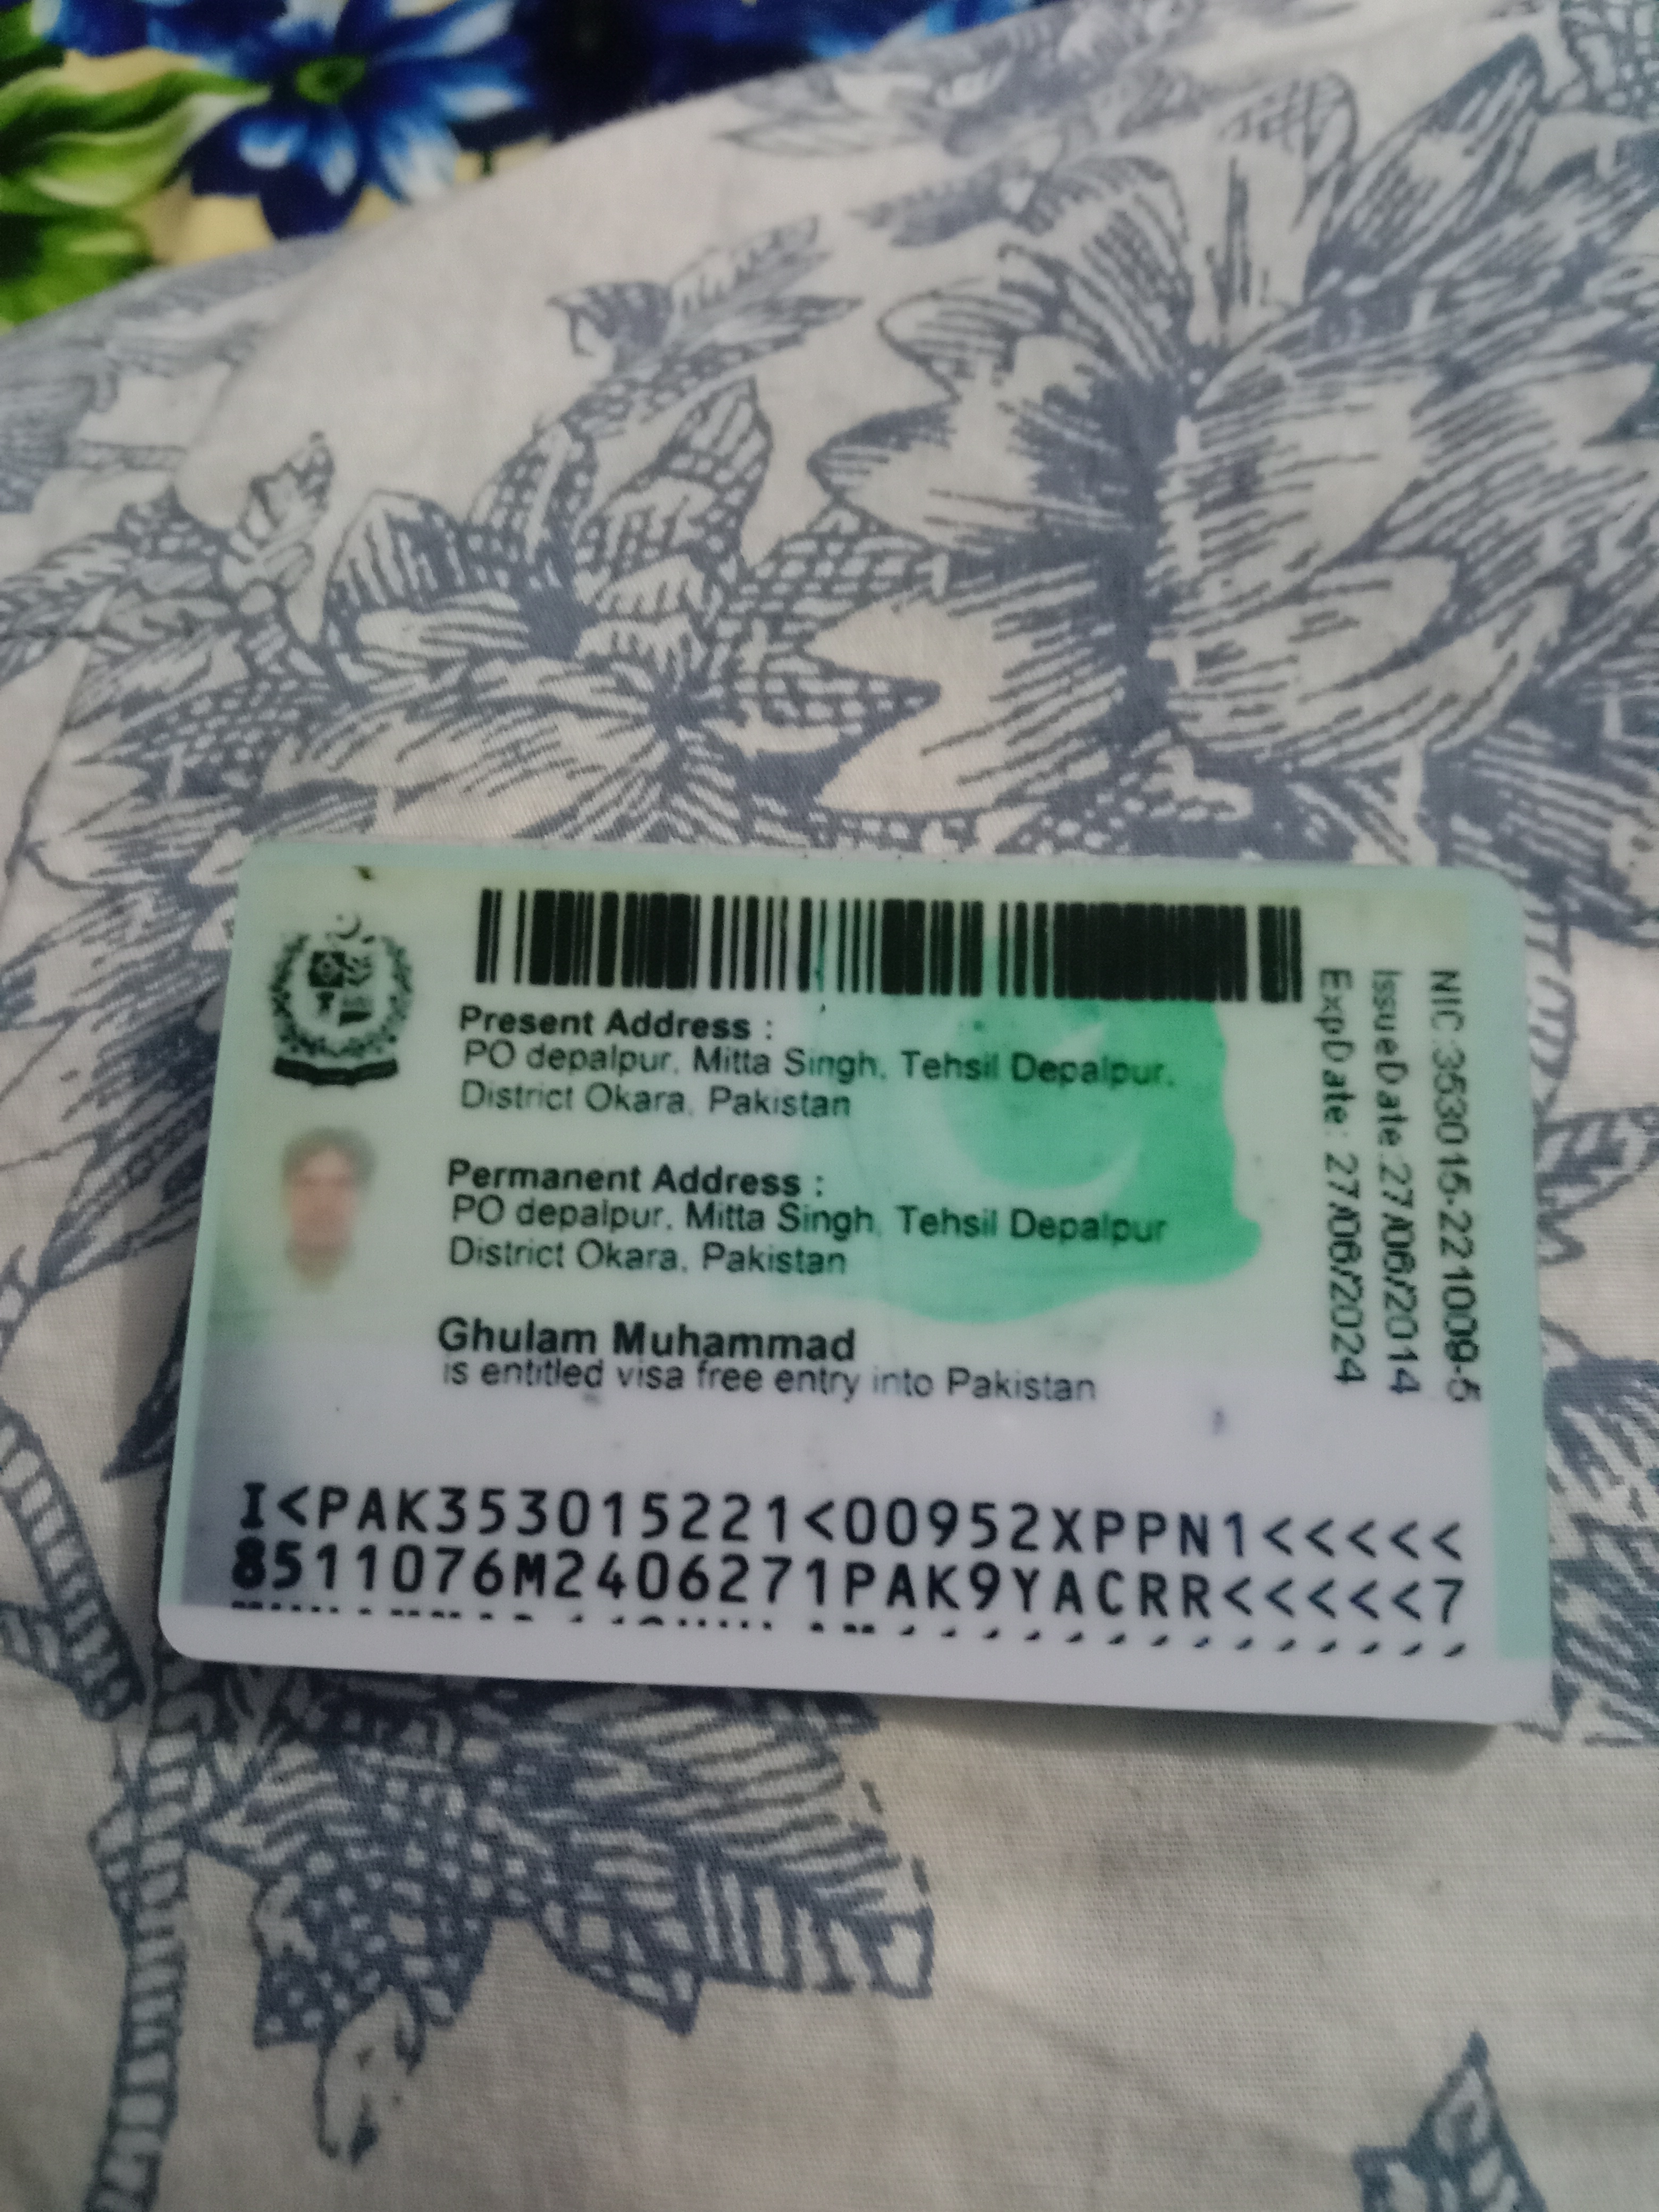 Present Address :
PO depalpur, Mitta Singh, Tehsil Depalpur,
District Okara, Pakistan
Permanent Address :
PO depalpur, Mitta Singh, Tehsil Depalpur
District Okara, Pakistan
Ghulam Muhammad
is entitled visa free entry into Pakistan
NIC:353015-221009-5
IssueDate:27/06/2014
ExpDate: 27/06/2024
I<PAK353015221<00952XPPN1<<<<<
8511076M2406271PAK9YACRR<<<<<7